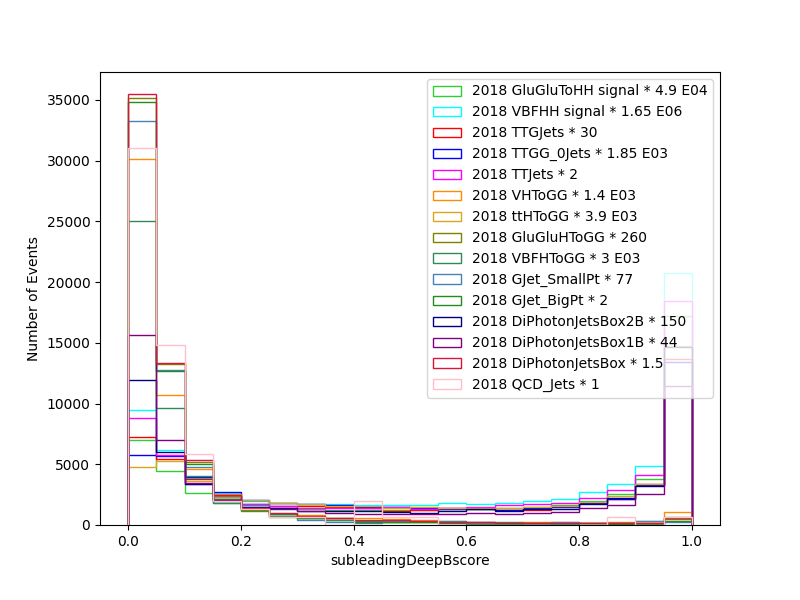 35000
30000
25000
20000
15000
10000
5000
0
Number of Events
0.0 0.2 0.4 0.6 0.8 1.0
subleadingDeepBscore
2018 GluGluToHH signal * 4.9 E04
2018 VBFHH signal * 1.65 E06
2018 TTGJets * 30
2018 TTGG_0Jets * 1.85 E03
2018 TTJets * 2
2018 VHToGG * 1.4 E03
2018 ttHToGG * 3.9 E03
2018 GluGluHToGG * 260
2018 VBFHToGG * 3 E03
2018 GJet_SmallPt * 77
2018 GJet_BigPt * 2
2018 DiPhotonJetsBox2B * 150
2018 DiPhotonJetsBox1B * 44
2018 DiPhotonJetsBox * 1.5
2018 QCD_Jets * 1